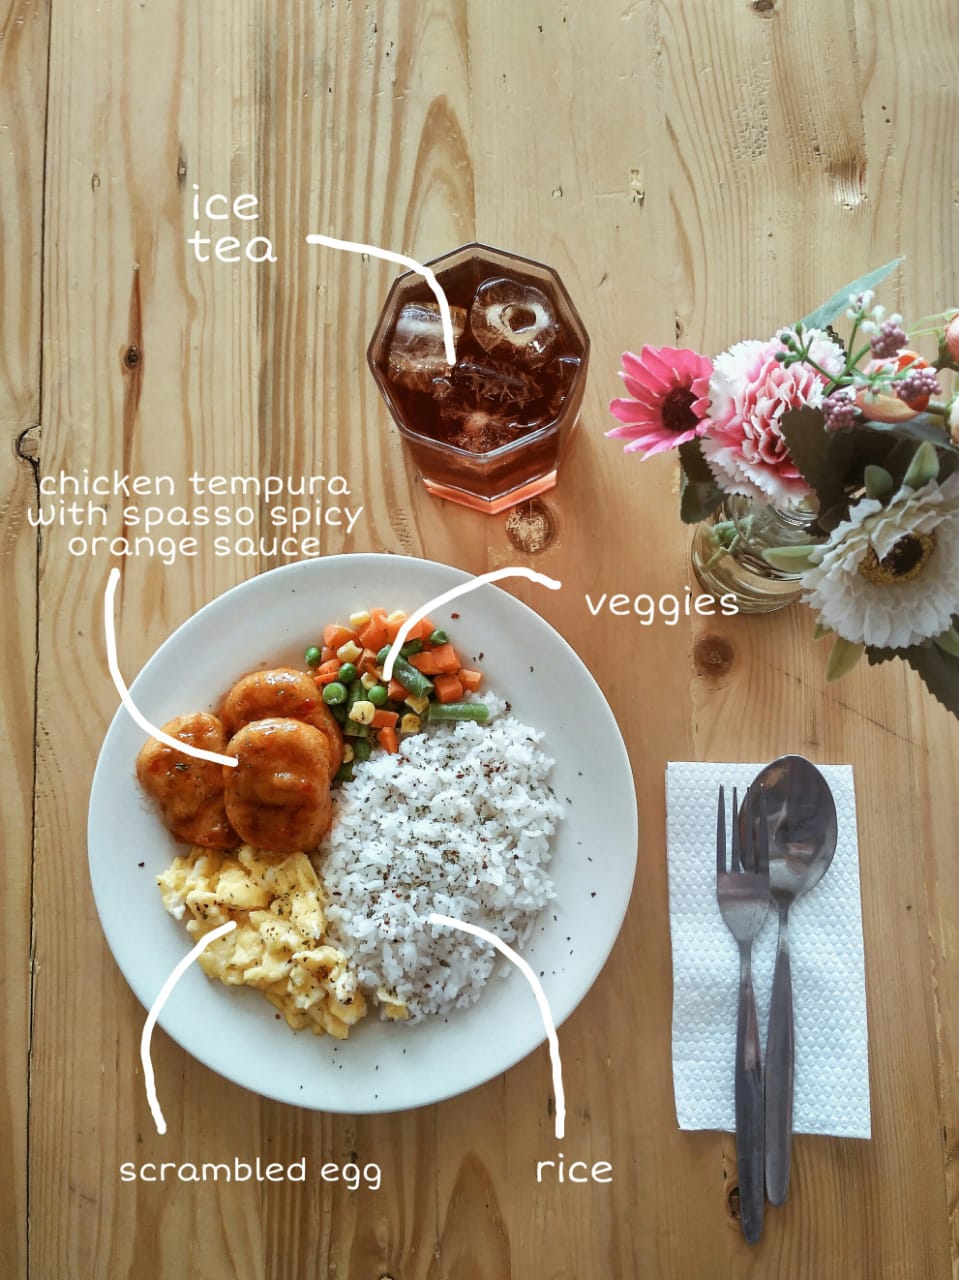 ice
tea
chicken tempura
with spasso spicy
orange sauce
veggies
scrambled egg
rice